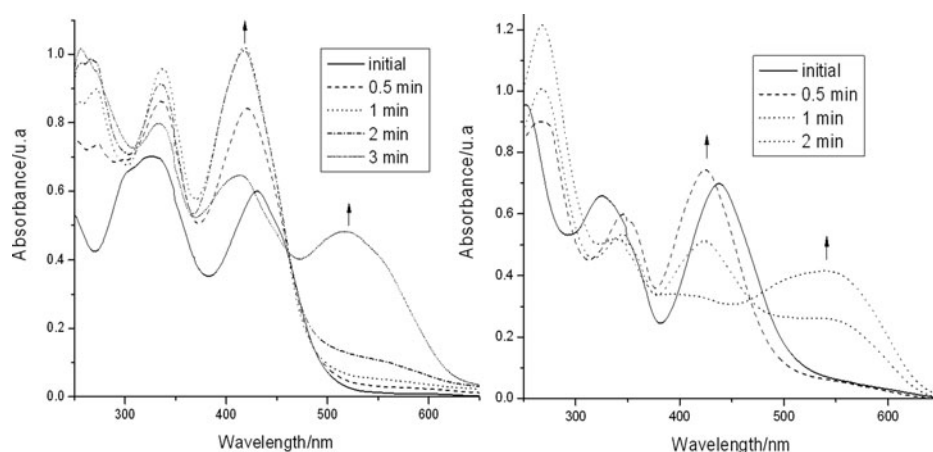 Absorbance/u.a
1.0
0.8
0.6
0.4
0.2
0.0
300
400
500
600
Wavelength/nm
initial
0.5 min
1 min
2 min
3 min
Absorbance/u.a
1.2
1.0
0.8
0.6
0.4
0.2
0.0
300
400
500
600
Wavelength/nm
initial
0.5 min
1 min
2 min